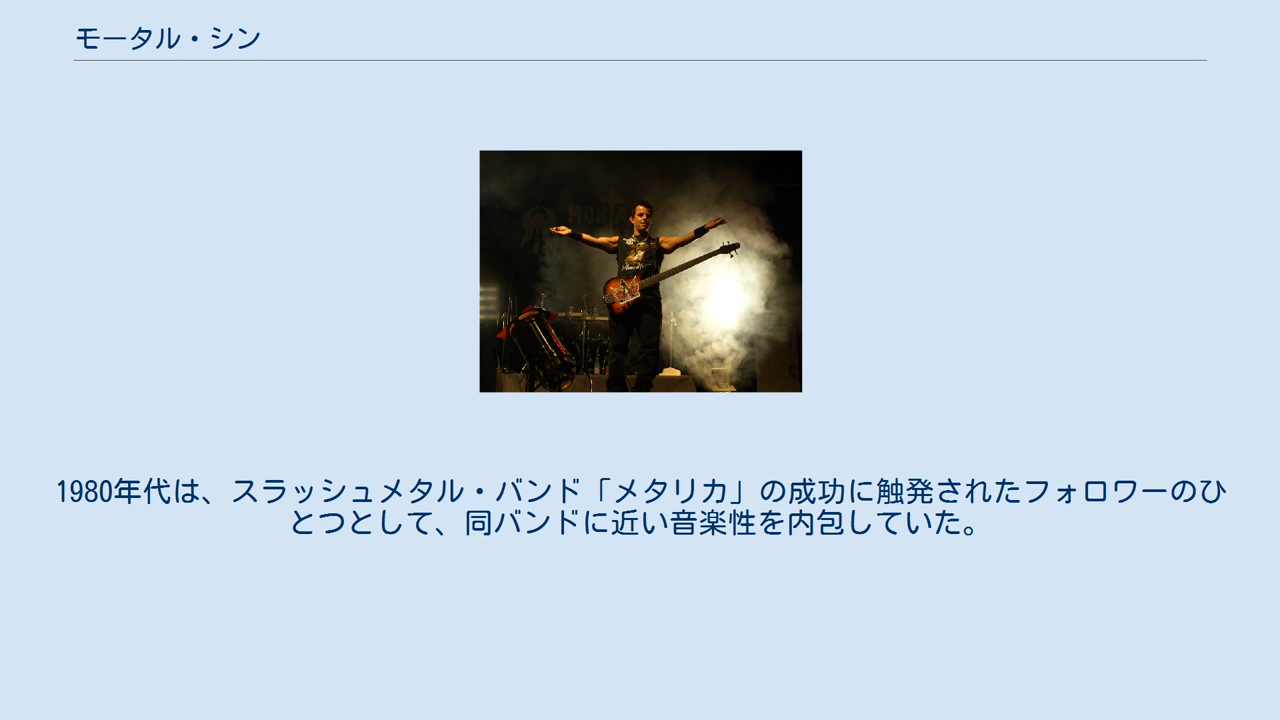 モータル・シン
1980年代は、スラッシュメタル・バンド「メタリカ」の成功に触発されたフォロワーのひ
とつとして、同バンドに近い音楽性を内包していた。